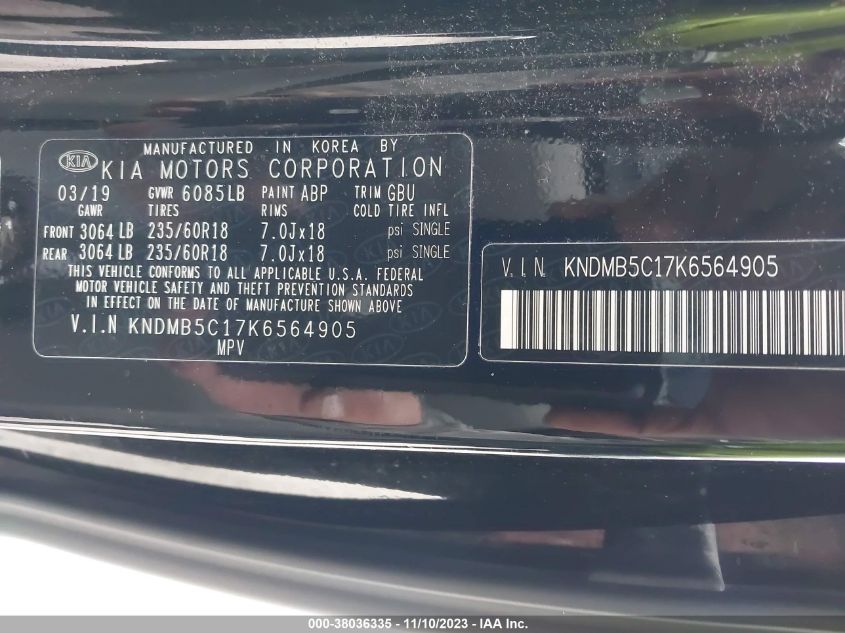 MANUFACTURED IN KOREA BY
KIA KIA MOTORS CORPORATION
03/19 GVWR 6085LB PAINT ABP TRIM GBU
GAWR TIRES RIMS COLD TIRE INFL
FRONT 3064 LB 235/60R18 7.0Jx18 psi SINGLE
REAR 3064 LB 235/60R18 7.0Jx18 psi SINGLE
THIS VEHICLE CONFORMS TO ALL APPLICABLE U.S.A. FEDERAL
MOTOR VEHICLE SAFETY AND THEFT PREVENTION STANDARDS
IN EFFECT ON THE DATE OF MANUFACTURE SHOWN ABOVE.
V.I.N KNDMB5C17K6564905
MPV
V.I.N. KNDMB5C17K6564905
000-38036335 - 11/10/2023 - IAA Inc.